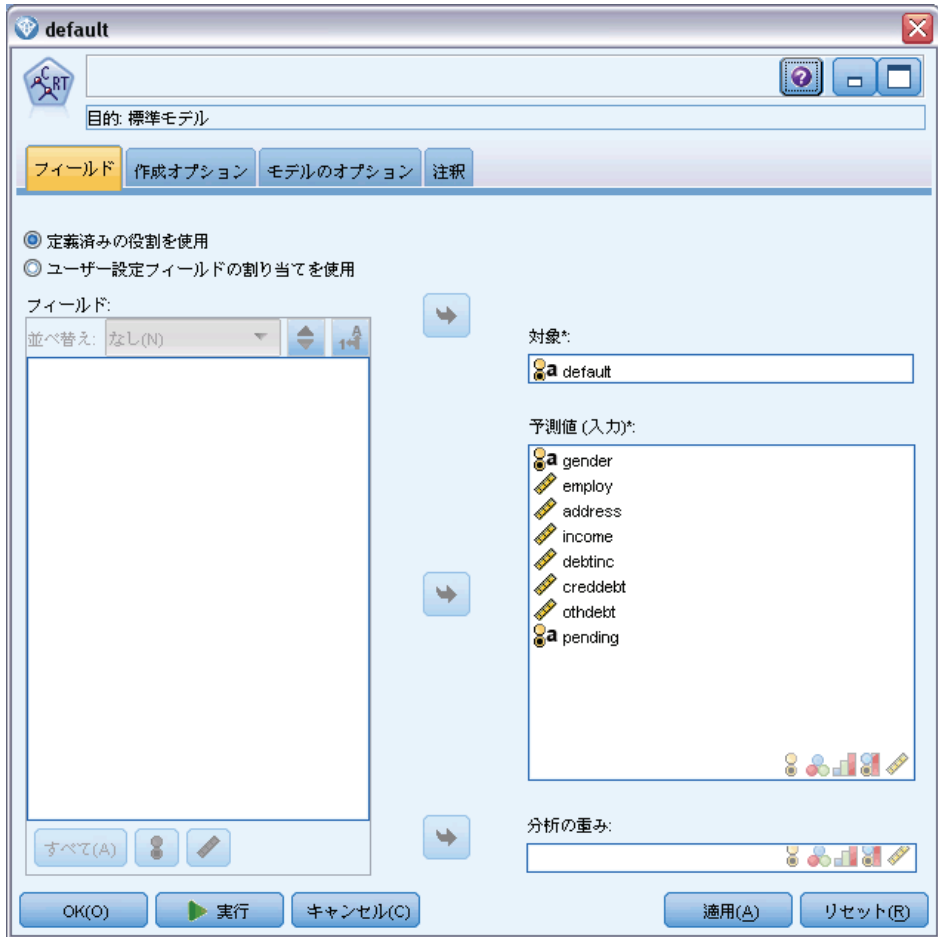 default
C RT
目的: 標準モデル
フィールド 作成オプション モデルのオプション 注釈
定義済みの役割を使用
ユーザー設定フィールドの割り当てを使用
フィールド:
並べ替え: なし(N)
対象*:
a default
予測値 (入力)*:
a gender
employ
address
income
debtinc
creddebt
othdebt
a pending
すべて(A)
分析の重み:
OK(O) 実行 キャンセル(C) 適用(A) リセット(R)